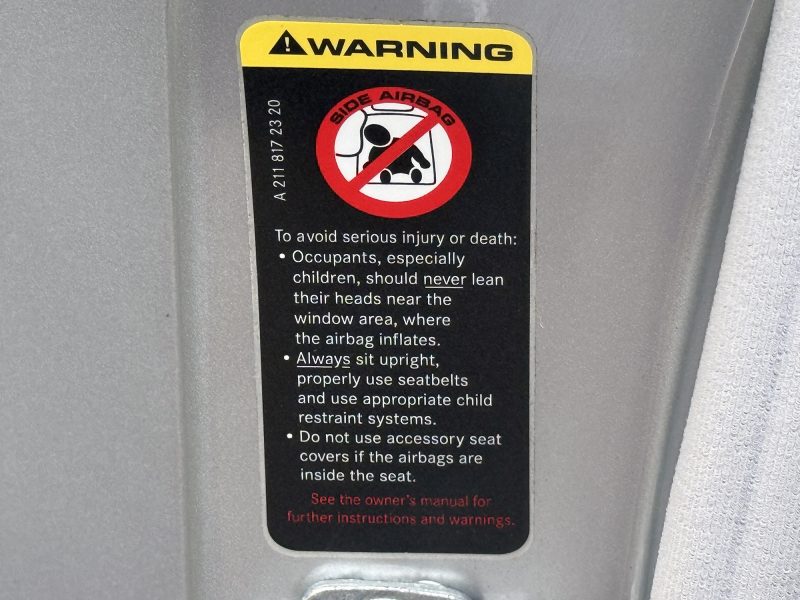 WARNING
SIDE AIRBAG
A 211 817 23 20
To avoid serious injury or death:
• Occupants, especially
children, should never lean
their heads near the
window area, where
the airbag inflates.
• Always sit upright,
properly use seatbelts
and use appropriate child
restraint systems.
• Do not use accessory seat
covers if the airbags are
inside the seat.
See the owner's manual for
further instructions and warnings.